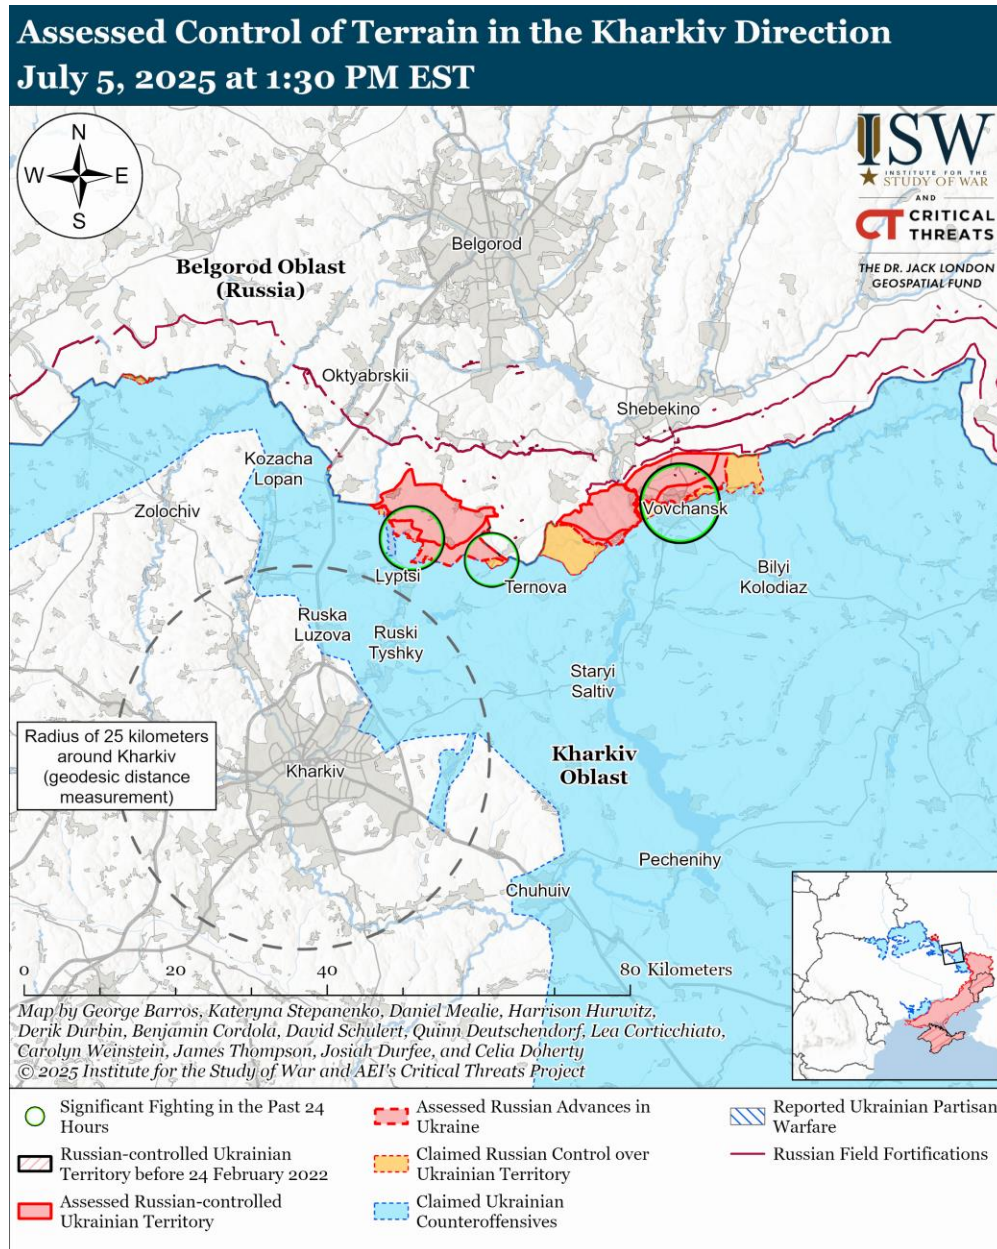 Assessed Control of Terrain in the Kharkiv Direction
July 5, 2025 at 1:30 PM EST
N
W
E
S
ISW
INSTITUTE FOR THE
STUDY OF WAR
AND
CT CRITICAL
THREATS
THE DR. JACK LONDON
GEOSPATIAL FUND
Belgorod
Belgorod Oblast
(Russia)
Oktyabrskii
Shebekino
Kozacha
Lopan
Zolochiv
Vovchansk
Lyptsi
Ternova
Bilyi
Kolodiaz
Ruska
Luzova
Ruski
Tyshky
Staryi
Saltiv
Radius of 25 kilometers
around Kharkiv
(geodesic distance
measurement)
Kharkiv
Kharkiv
Oblast
Pechenihy
Chuhuiv
0
20
40
80 Kilometers
Map by George Barros, Kateryna Stepanenko, Daniel Mealie, Harrison Hurwitz,
Derik Durbin, Benjamin Cordola, David Schulert, Quinn Deutschendorf, Lea Corticchiato,
Carolyn Weinstein, James Thompson, Josiah Durfee, and Celia Doherty
© 2025 Institute for the Study of War and AEI's Critical Threats Project
Significant Fighting in the Past 24
Hours
Russian-controlled Ukrainian
Territory before 24 February 2022
Assessed Russian-controlled
Ukrainian Territory
Assessed Russian Advances in
Ukraine
Claimed Russian Control over
Ukrainian Territory
Claimed Ukrainian
Counteroffensives
Reported Ukrainian Partisan
Warfare
Russian Field Fortifications